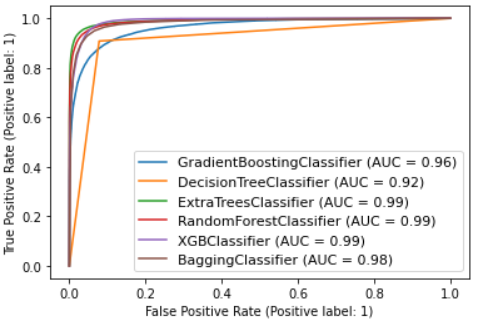 1.0
0.8
0.6
0.4
0.2
0.0
True Positive Rate (Positive label: 1)
GradientBoostingClassifier (AUC = 0.96)
DecisionTreeClassifier (AUC = 0.92)
ExtraTreesClassifier (AUC = 0.99)
RandomForestClassifier (AUC = 0.99)
XGBClassifier (AUC = 0.99)
BaggingClassifier (AUC = 0.98)
0.0 0.2 0.4 0.6 0.8 1.0
False Positive Rate (Positive label: 1)